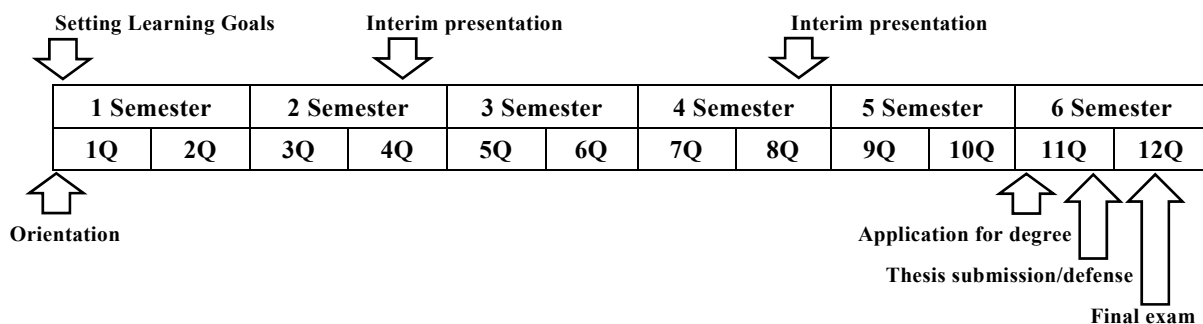 Setting Learning Goals Interim presentation Interim presentation
1 Semester 2 Semester 3 Semester 4 Semester 5 Semester 6 Semester
1Q 2Q 3Q 4Q 5Q 6Q 7Q 8Q 9Q 10Q 11Q 12Q
Orientation Application for degree
Thesis submission/defense
Final exam